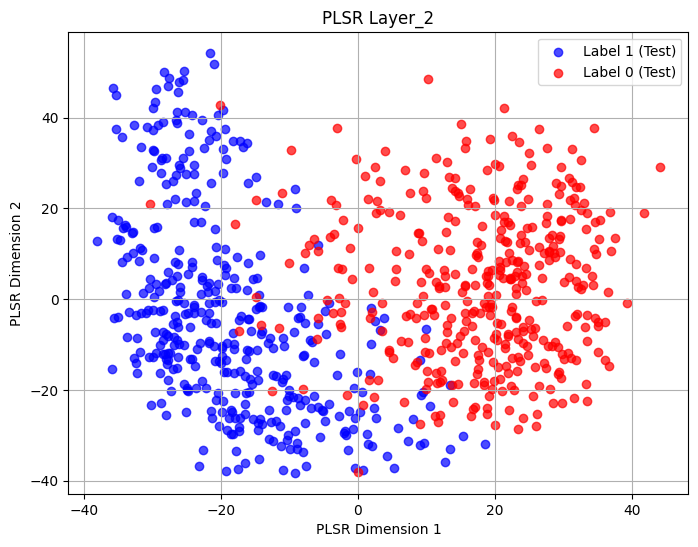 PLSR Layer_2
Label 1 (Test)
Label 0 (Test)
PLSR Dimension 2
40
20
0
−20
−40
−40
−20
0
20
40
PLSR Dimension 1